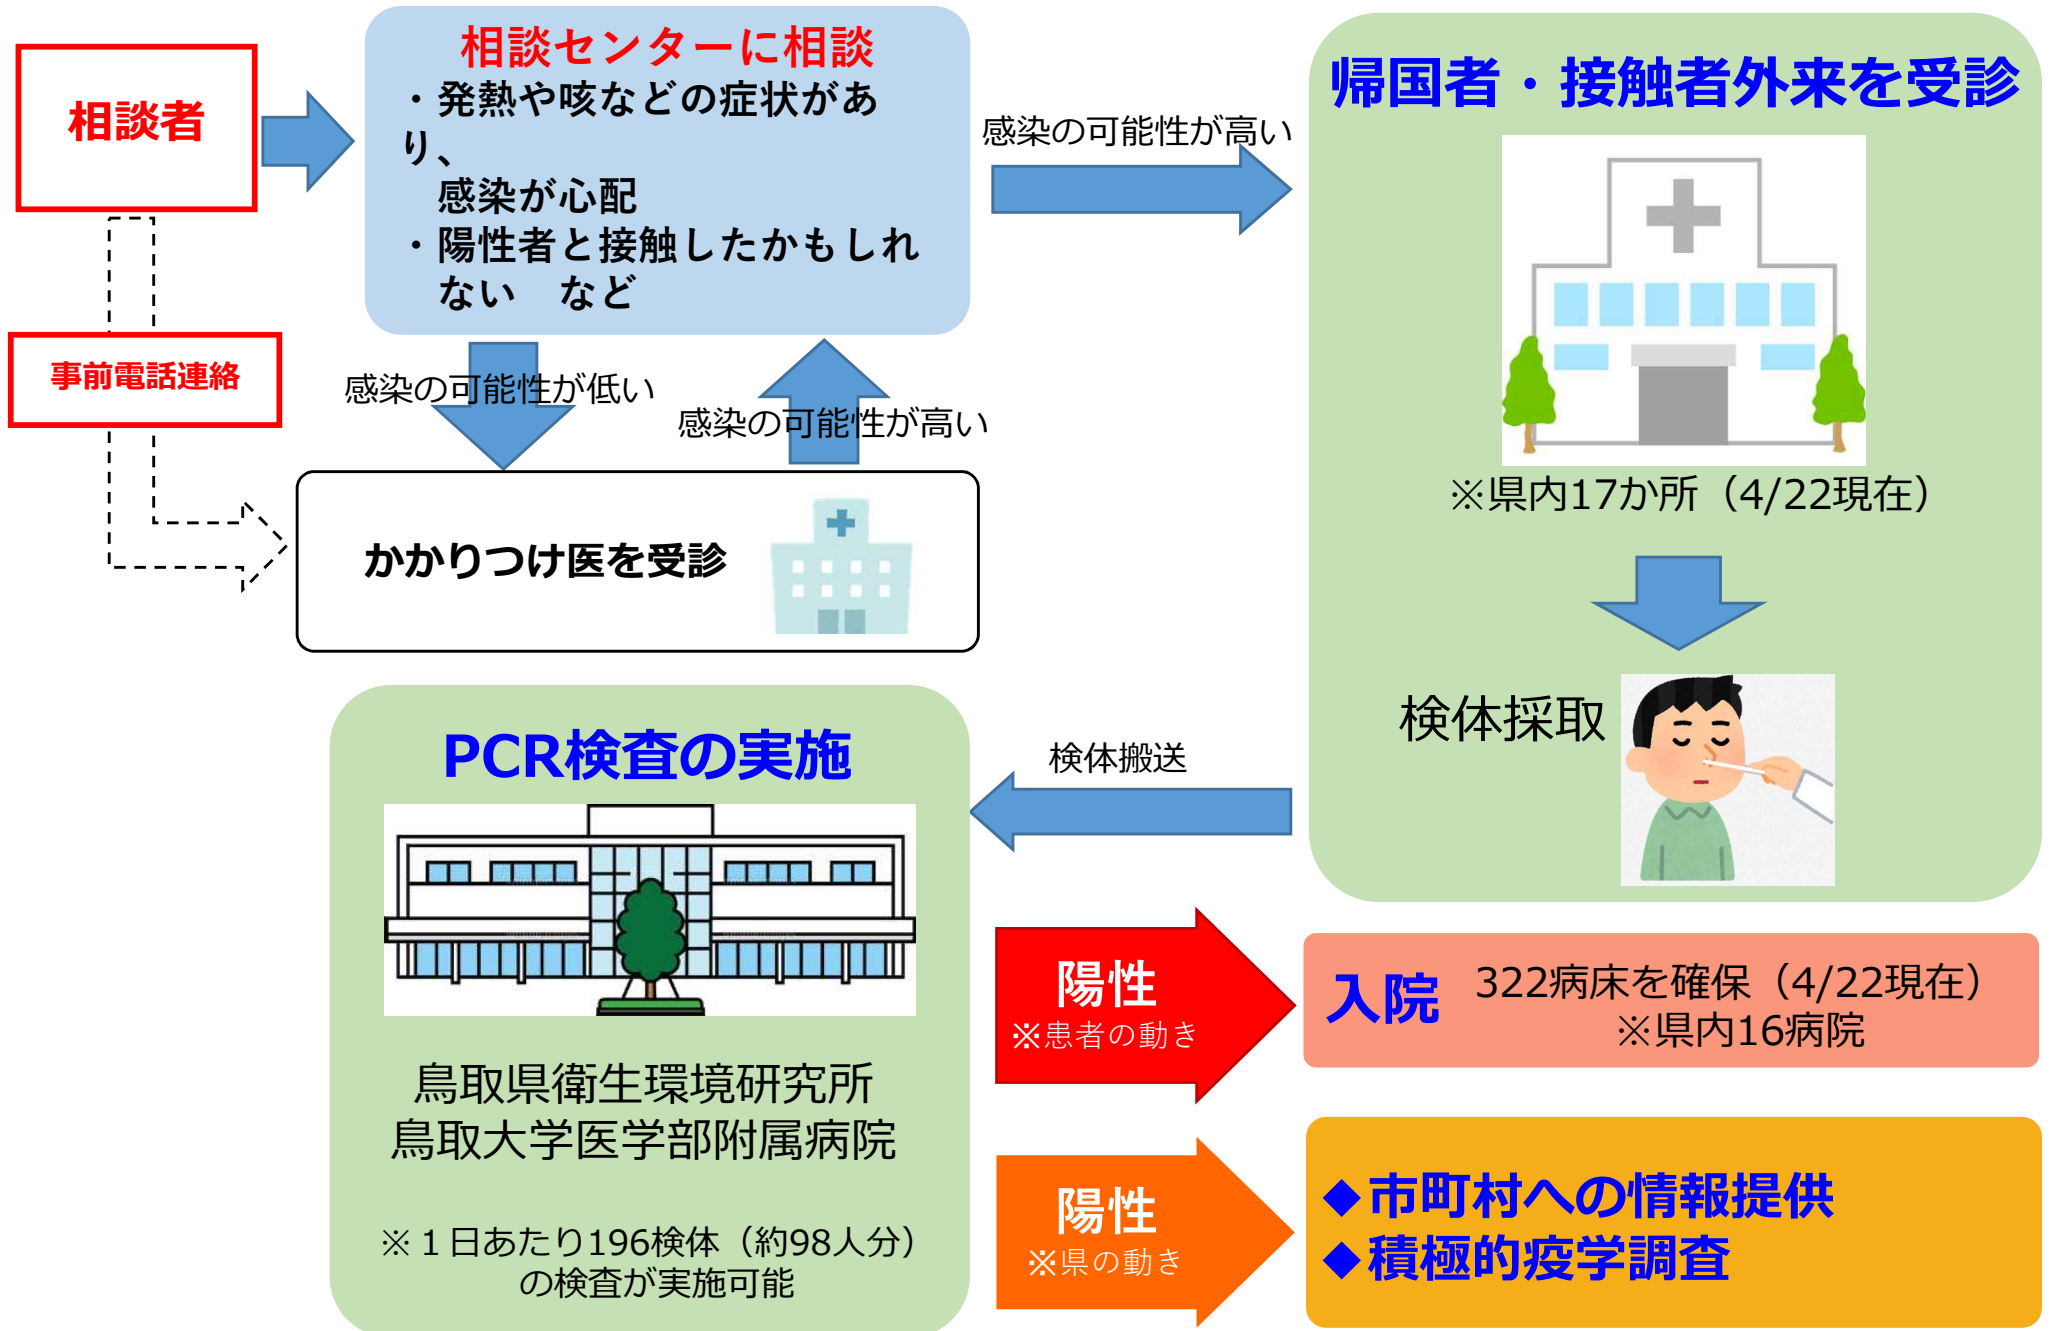 相談者
相談センターに相談
・発熱や咳などの症状があ
り、
感染が心配
・陽性者と接触したかもしれ
ない　など
感染の可能性が高い
帰国者・接触者外来を受診
※県内17か所（4/22現在）
事前電話連絡
感染の可能性が低い
感染の可能性が高い
かかりつけ医を受診
検体採取
検体搬送
PCR検査の実施
鳥取県衛生環境研究所
鳥取大学医学部附属病院
※１日あたり196検体（約98人分）
の検査が実施可能
陽性
※患者の動き
入院
322病床を確保（4/22現在）
※県内16病院
陽性
※県の動き
◆市町村への情報提供
◆積極的疫学調査